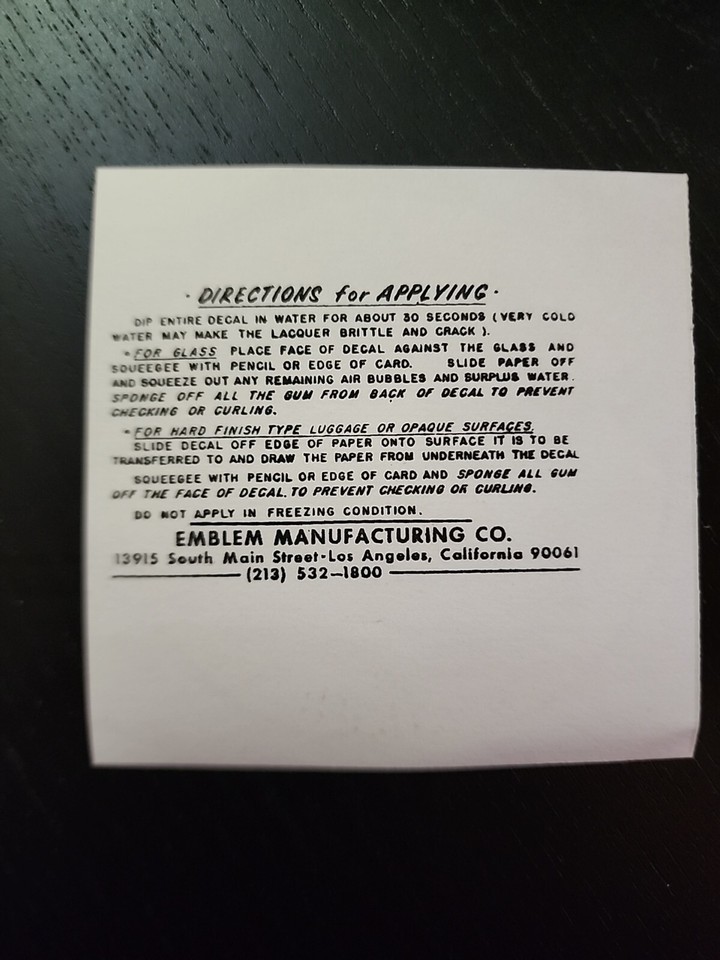 · DIRECTIONS for APPLYING ·
DIP ENTIRE DECAL IN WATER FOR ABOUT 30 SECONDS (VERY COLD
WATER MAY MAKE THE LACQUER BRITTLE AND CRACK ).
• FOR GLASS PLACE FACE OF DECAL AGAINST THE GLASS AND
SQUEEGEE WITH PENCIL OR EDGE OF CARD. SLIDE PAPER OFF
AND SQUEEZE OUT ANY REMAINING AIR BUBBLES AND SURPLUS WATER.
SPONGE OFF ALL THE GUM FROM BACK OF DECAL TO PREVENT
CHECKING OR CURLING.
• FOR HARD FINISH TYPE LUGGAGE OR OPAQUE SURFACES.
SLIDE DECAL OFF EDGE OF PAPER ONTO SURFACE IT IS TO BE
TRANSFERRED TO AND DRAW THE PAPER FROM UNDERNEATH THE DECAL
SQUEEGEE WITH PENCIL OR EDGE OF CARD AND SPONGE ALL GUM
OFF THE FACE OF DECAL. TO PREVENT CHECKING OR CURLING.
DO NOT APPLY IN FREEZING CONDITION.
EMBLEM MANUFACTURING CO.
13915 South Main Street·Los Angeles, California 90061
(213) 532—1800